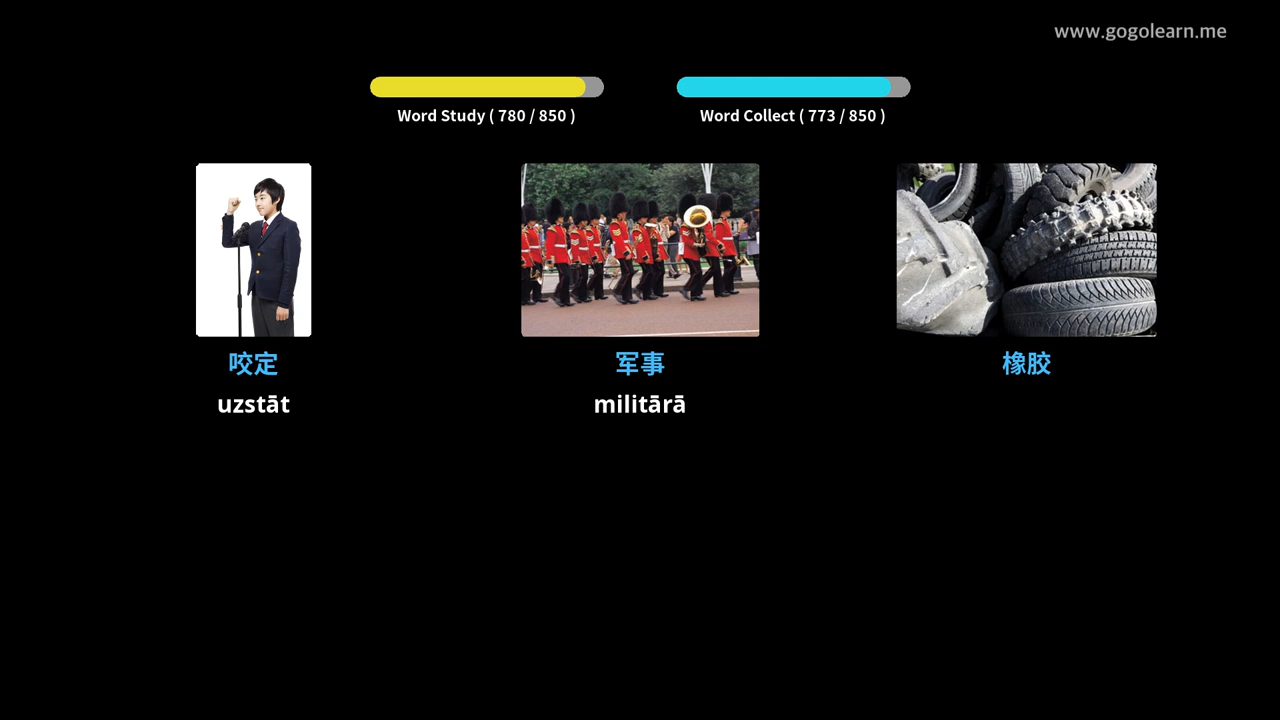 www.gogolearn.me
Word Study ( 780 / 850 )
Word Collect ( 773 / 850 )
咬定
军事
橡胶
uzstāt
militārā